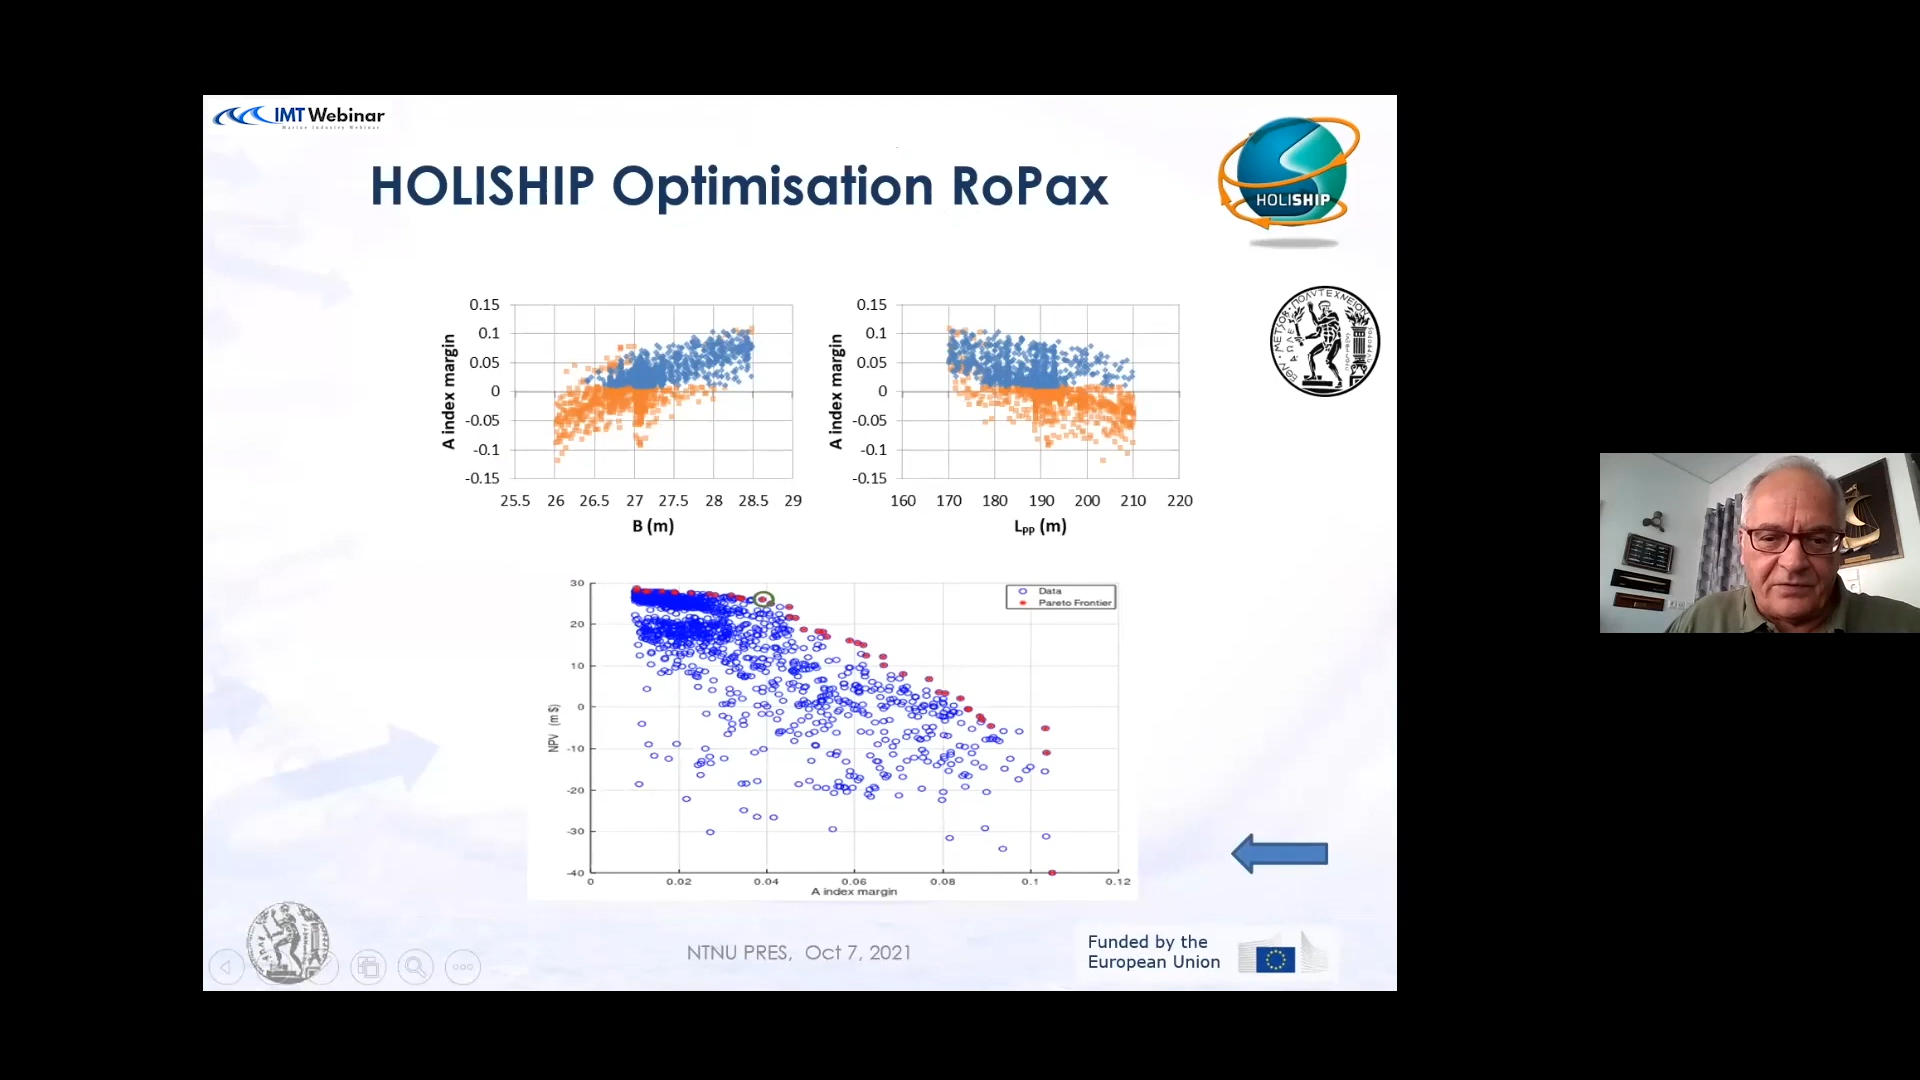 IMT Webinar
Marine Industry Webinar
HOLISHIP Optimisation RoPax
HOLISHIP
0.15
0.1
0.05
0
-0.05
-0.1
-0.15
A index margin
25.5 26 26.5 27 27.5 28 28.5 29
B (m)
0.15
0.1
0.05
0
-0.05
-0.1
-0.15
A index margin
160 170 180 190 200 210 220
Lpp (m)
30
20
10
0
-10
-20
-30
-40
NPV (m $)
Data
Pareto Frontier
0 0.02 0.04 0.06 0.08 0.1 0.12
A index margin
NTNU PRES, Oct 7, 2021
Funded by the
European Union